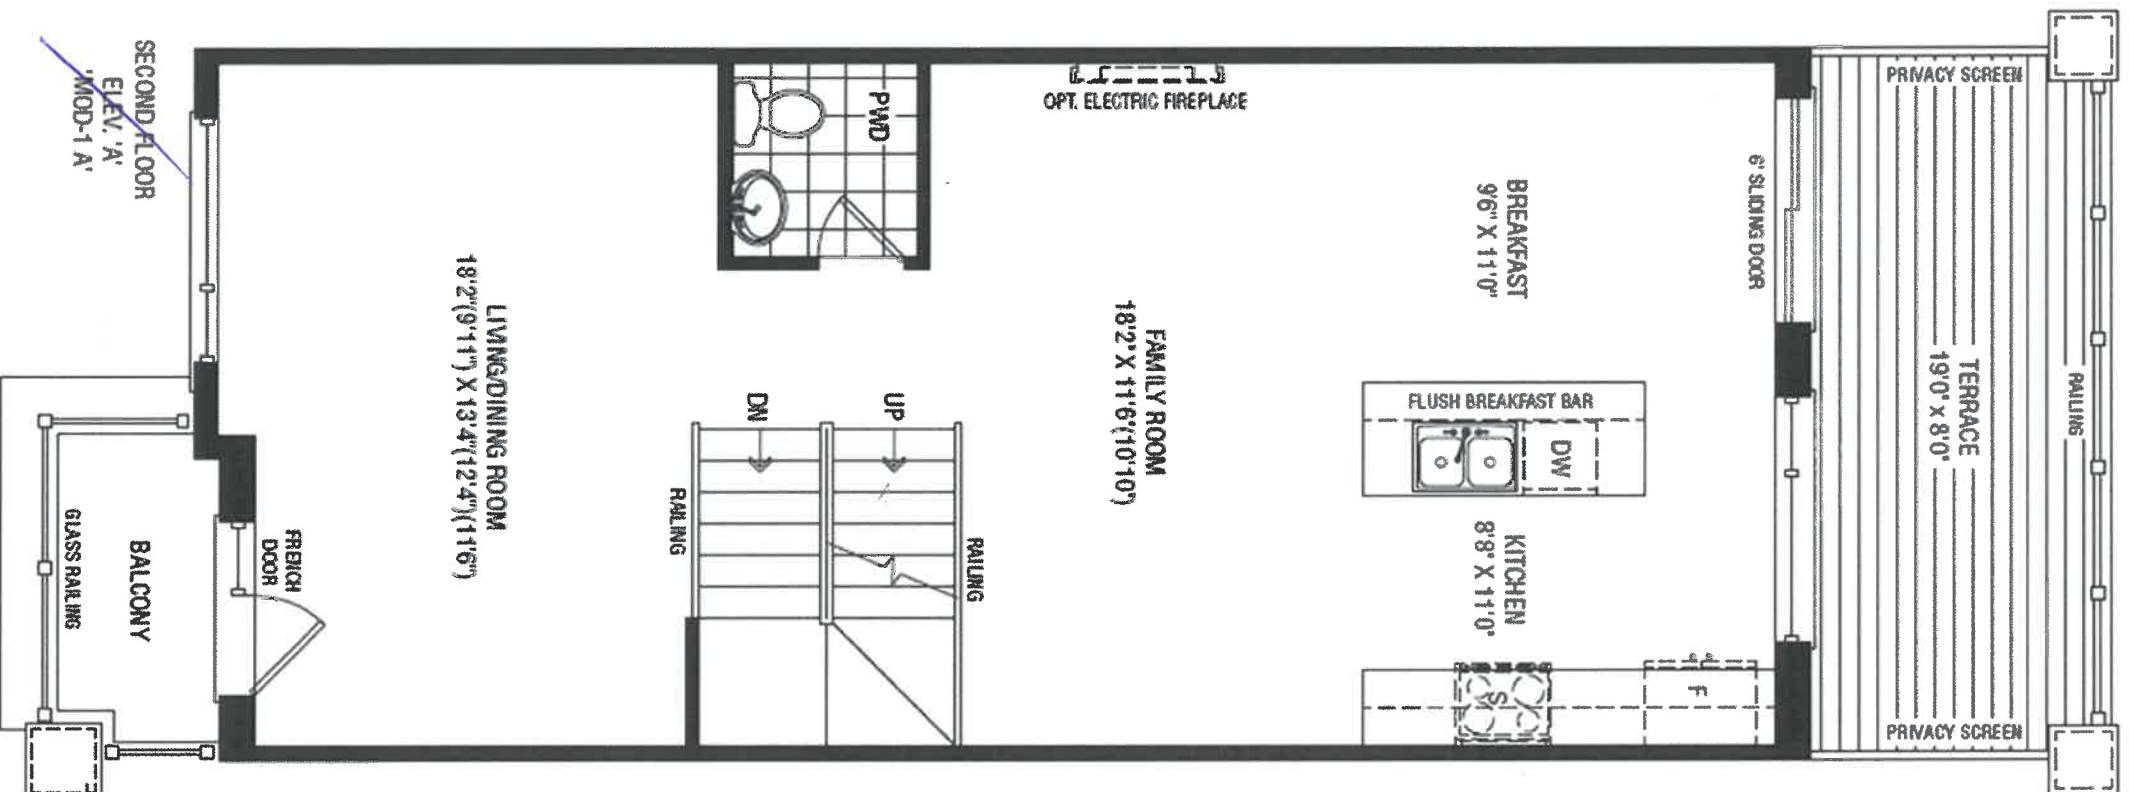 SECOND FLOOR
ELEV. 'A'
'MOD-1 A'
PWD
OPT. ELECTRIC FIREPLACE
BREAKFAST
9'6" X 11'0"
6' SLIDING DOOR
PRIVACY SCREEN
TERRACE
19'0" x 8'0"
RAILING
PRIVACY SCREEN
LIVING/DINING ROOM
18'2"(9'11") X 13'4"(12'4")(11'6")
FAMILY ROOM
18'2" X 11'6"(10'10")
FLUSH BREAKFAST BAR
DW
KITCHEN
8'8" X 11'0"
S
F
DN
UP
RAILING
RAILING
FRENCH
DOOR
BALCONY
GLASS RAILING